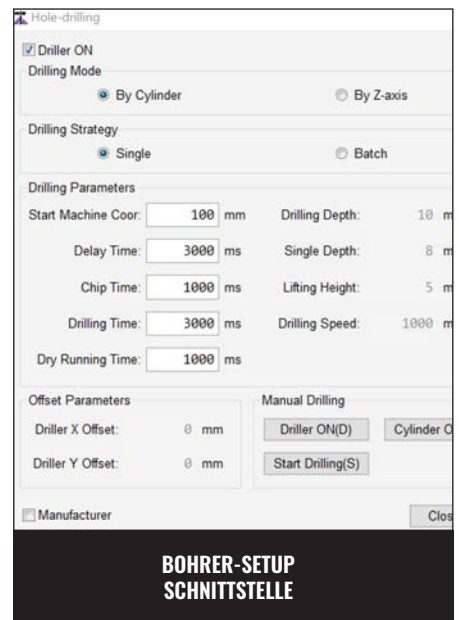 Hole-drilling
Driller ON
Drilling Mode
By Cylinder By Z-axis
Drilling Strategy
Single Batch
Drilling Parameters
Start Machine Coor: 100 mm Drilling Depth: 10 m
Delay Time: 3000 ms Single Depth: 8 m
Chip Time: 1000 ms Lifting Height: 5 m
Drilling Time: 3000 ms Drilling Speed: 1000 m
Dry Running Time: 1000 ms
Offset Parameters Manual Drilling
Driller X Offset: 0 mm Driller ON(D) Cylinder O
Driller Y Offset: 0 mm Start Drilling(S)
Manufacturer Clos
BOHRER-SETUP
SCHNITTSTELLE